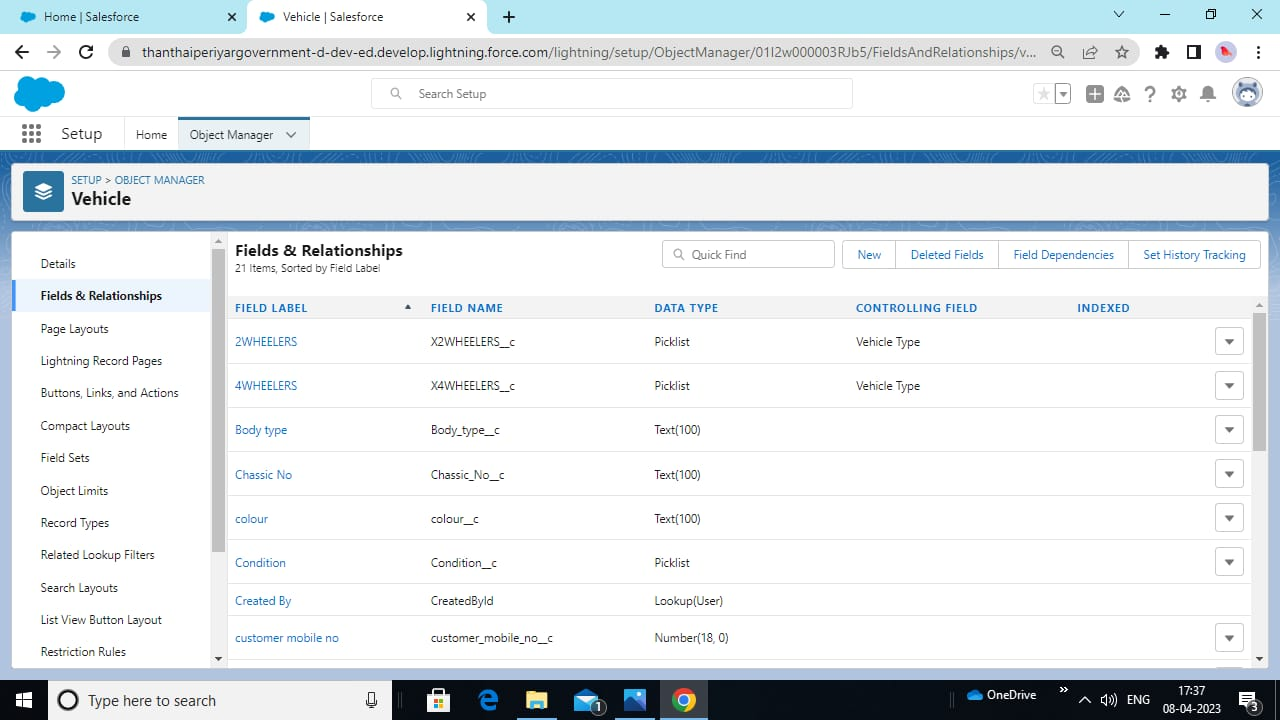 Home | Salesforce
Vehicle | Salesforce
thanthaiperiyargovernment-d-dev-ed.develop.lightning.force.com/lightning/setup/ObjectManager/01I2w000003RJb5/FieldsAndRelationships/v...
Search Setup
Setup
Home
Object Manager
SETUP > OBJECT MANAGER
Vehicle
Details
Fields & Relationships
Page Layouts
Lightning Record Pages
Buttons, Links, and Actions
Compact Layouts
Field Sets
Object Limits
Record Types
Related Lookup Filters
Search Layouts
List View Button Layout
Restriction Rules
Fields & Relationships
21 Items, Sorted by Field Label
Quick Find
New
Deleted Fields
Field Dependencies
Set History Tracking
FIELD LABEL FIELD NAME DATA TYPE CONTROLLING FIELD INDEXED
2WHEELERS X2WHEELERS__c Picklist Vehicle Type
4WHEELERS X4WHEELERS__c Picklist Vehicle Type
Body type Body_type__c Text(100)
Chassic No Chassic_No__c Text(100)
colour colour__c Text(100)
Condition Condition__c Picklist
Created By CreatedById Lookup(User)
customer mobile no customer_mobile_no__c Number(18, 0)
Type here to search
1
OneDrive
ENG
17:37
08-04-2023
3